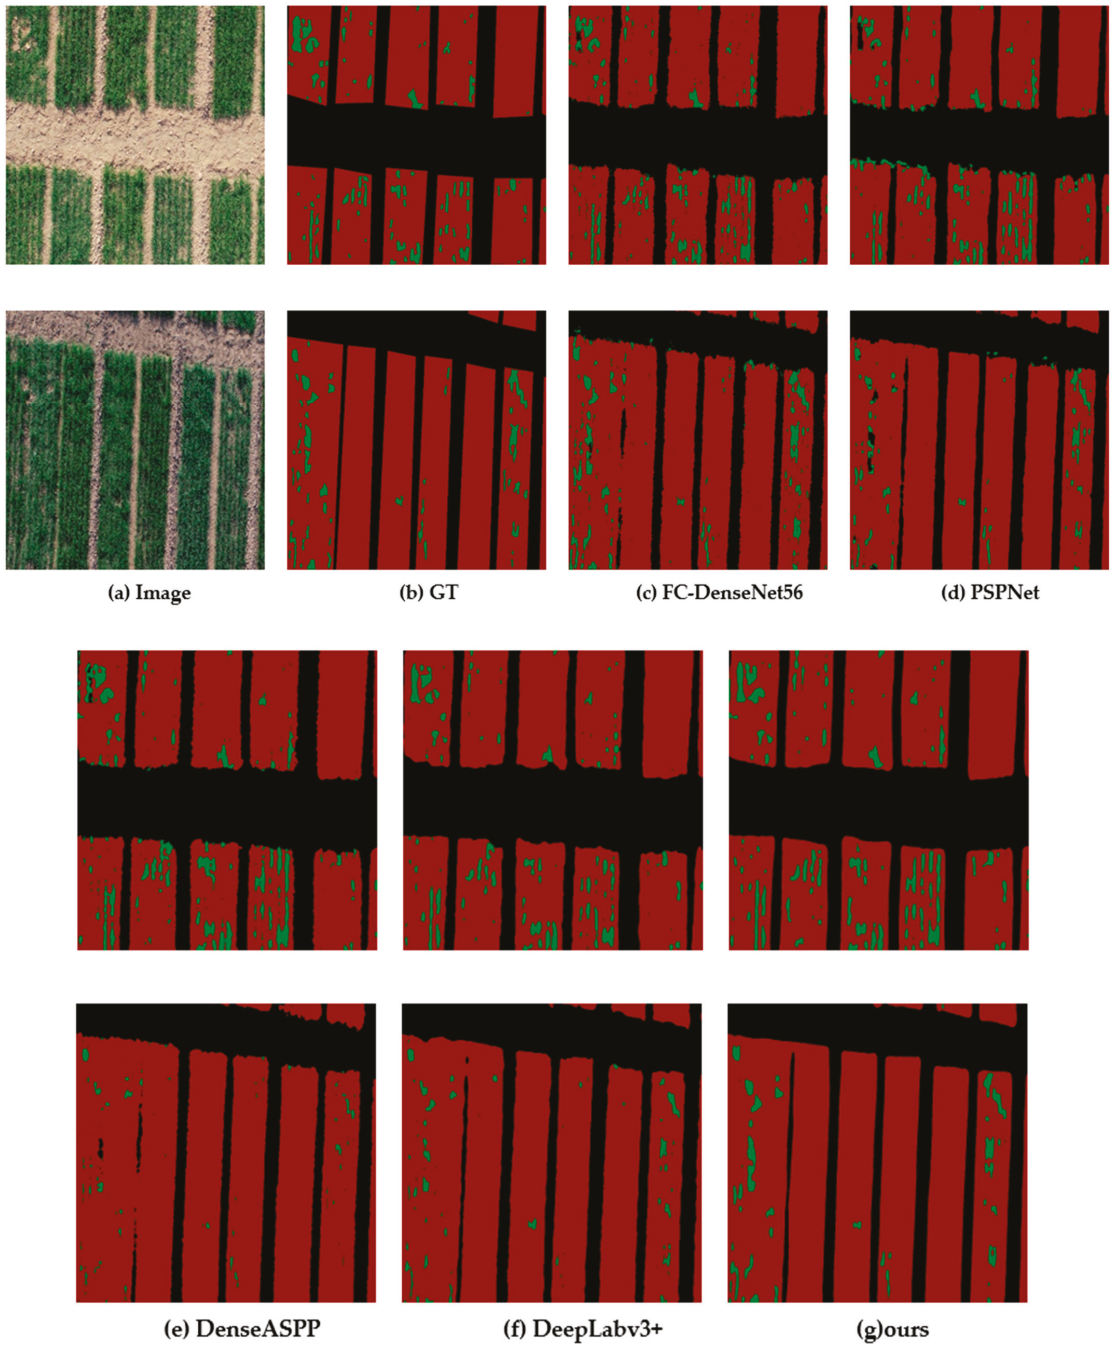 (a) Image
(b) GT
(c) FC-DenseNet56
(d) PSPNet
(e) DenseASPP
(f) DeepLabv3+
(g)ours